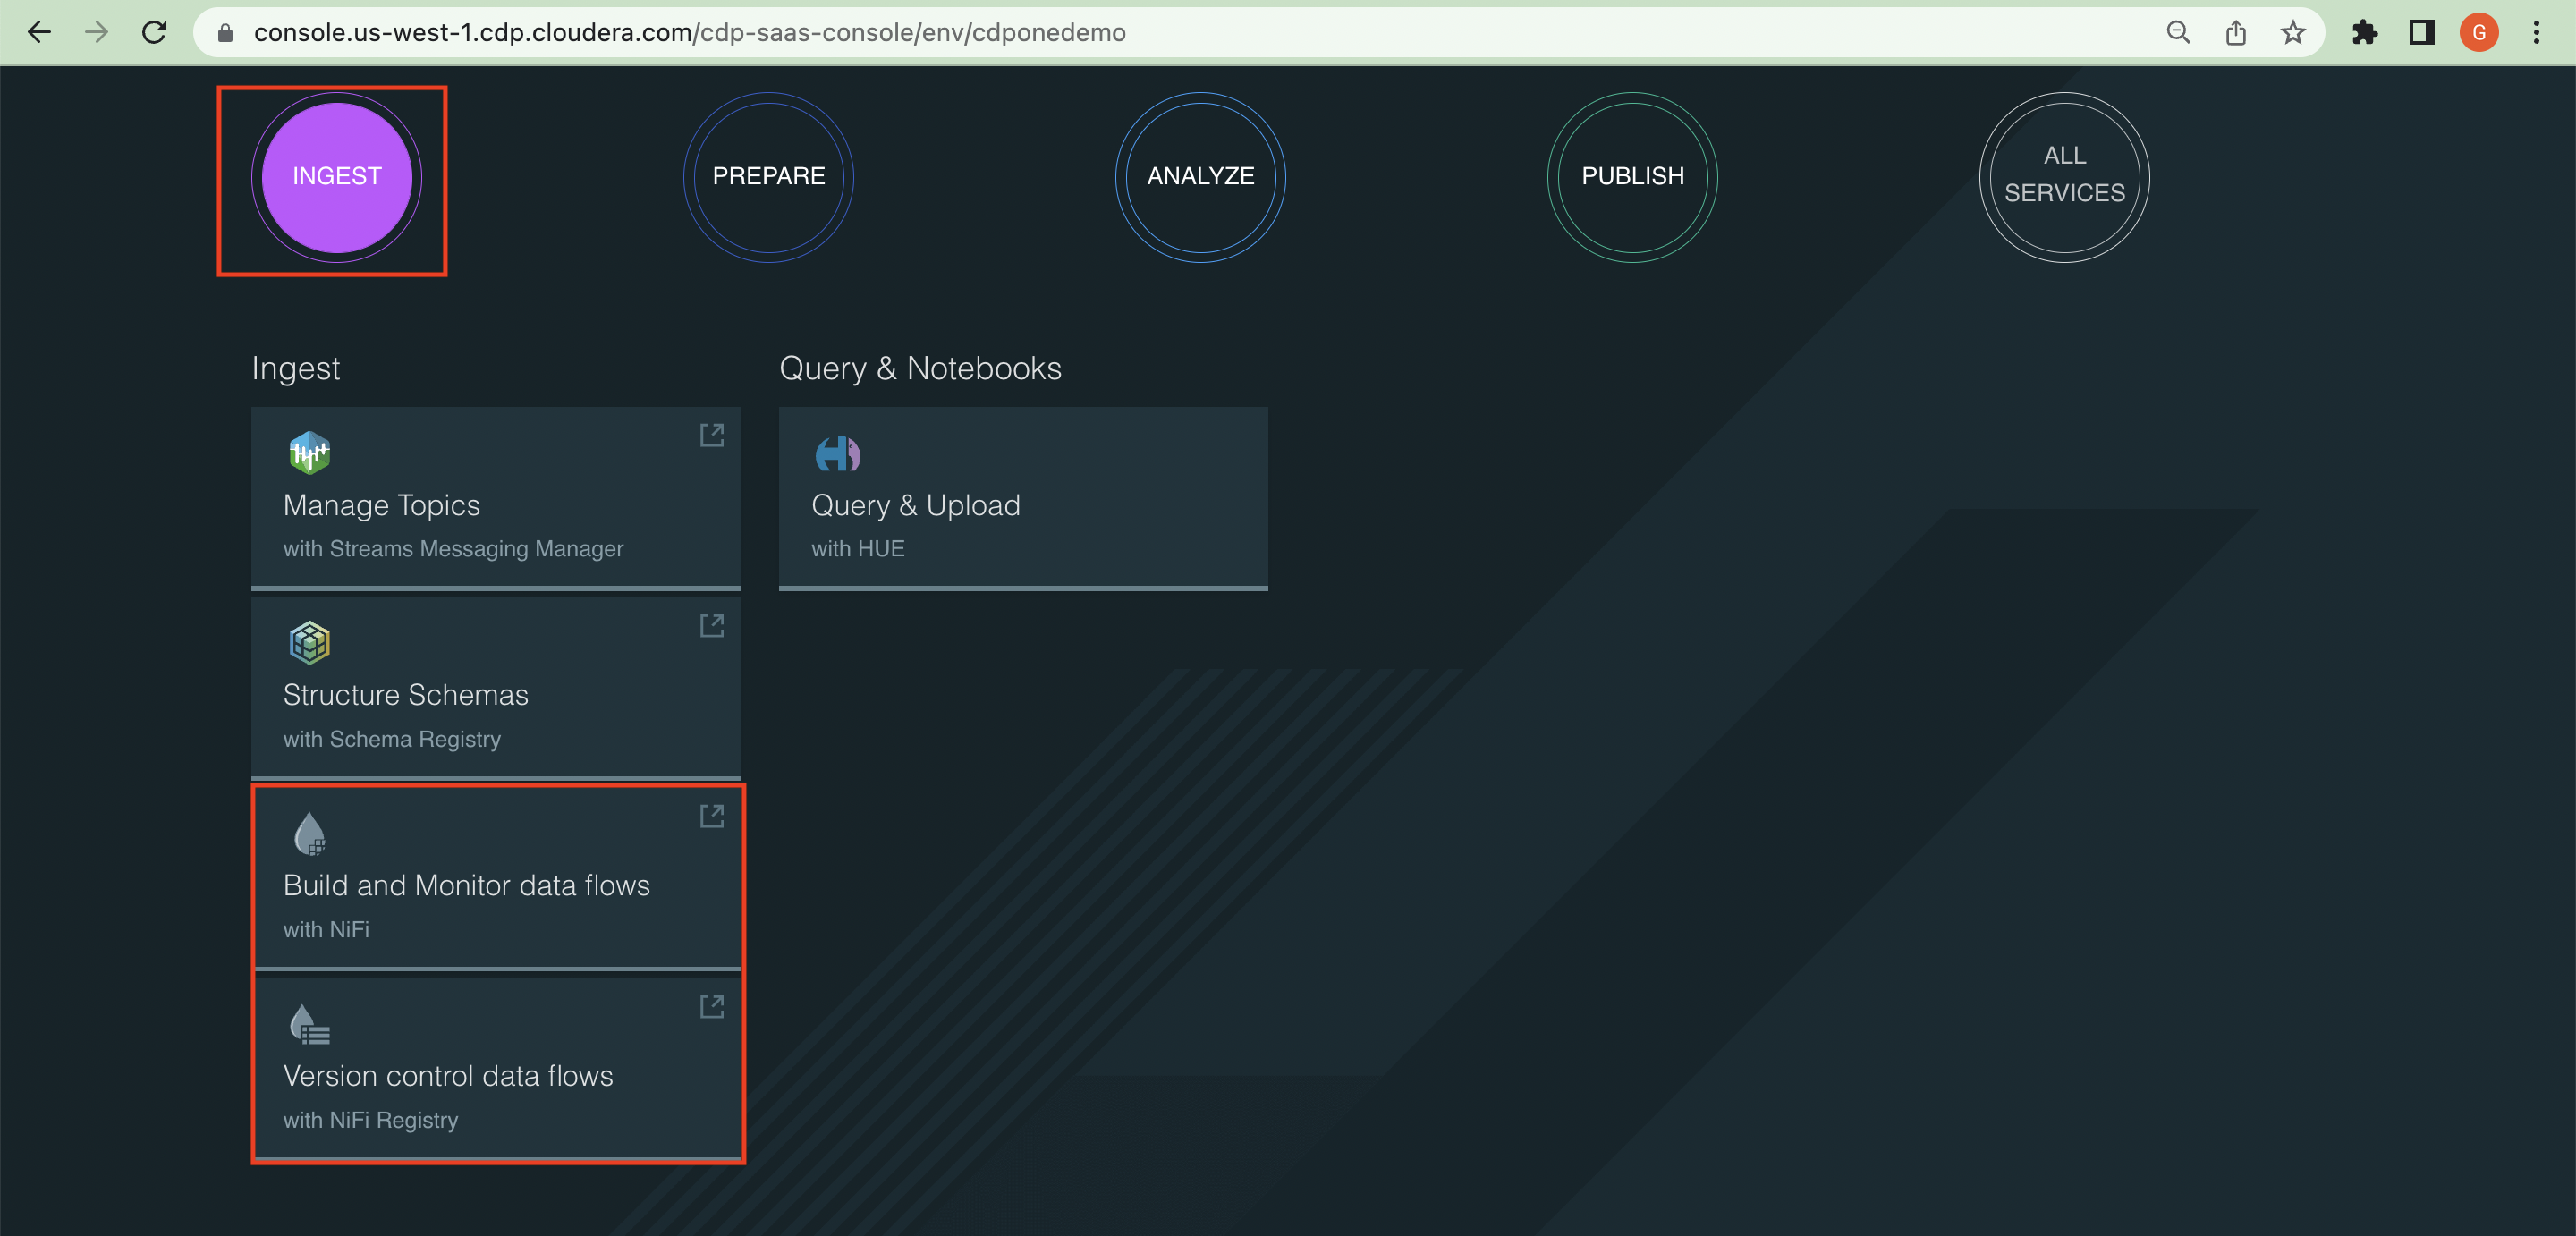 console.us-west-1.cdp.cloudera.com/cdp-saas-console/env/cdponedemo
G
INGEST
PREPARE
ANALYZE
PUBLISH
ALL
SERVICES
Ingest
Manage Topics
with Streams Messaging Manager
Structure Schemas
with Schema Registry
Build and Monitor data flows
with NiFi
Version control data flows
with NiFi Registry
Query & Notebooks
Query & Upload
with HUE